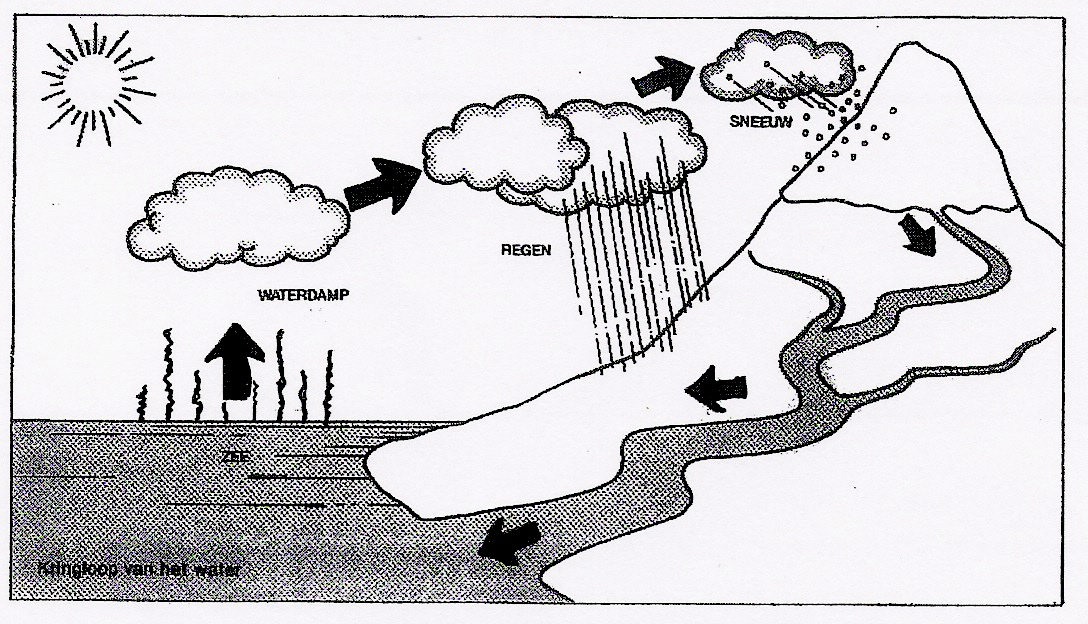 SNEEUW
REGEN
WATERDAMP
ZEE
Kringloop van het water